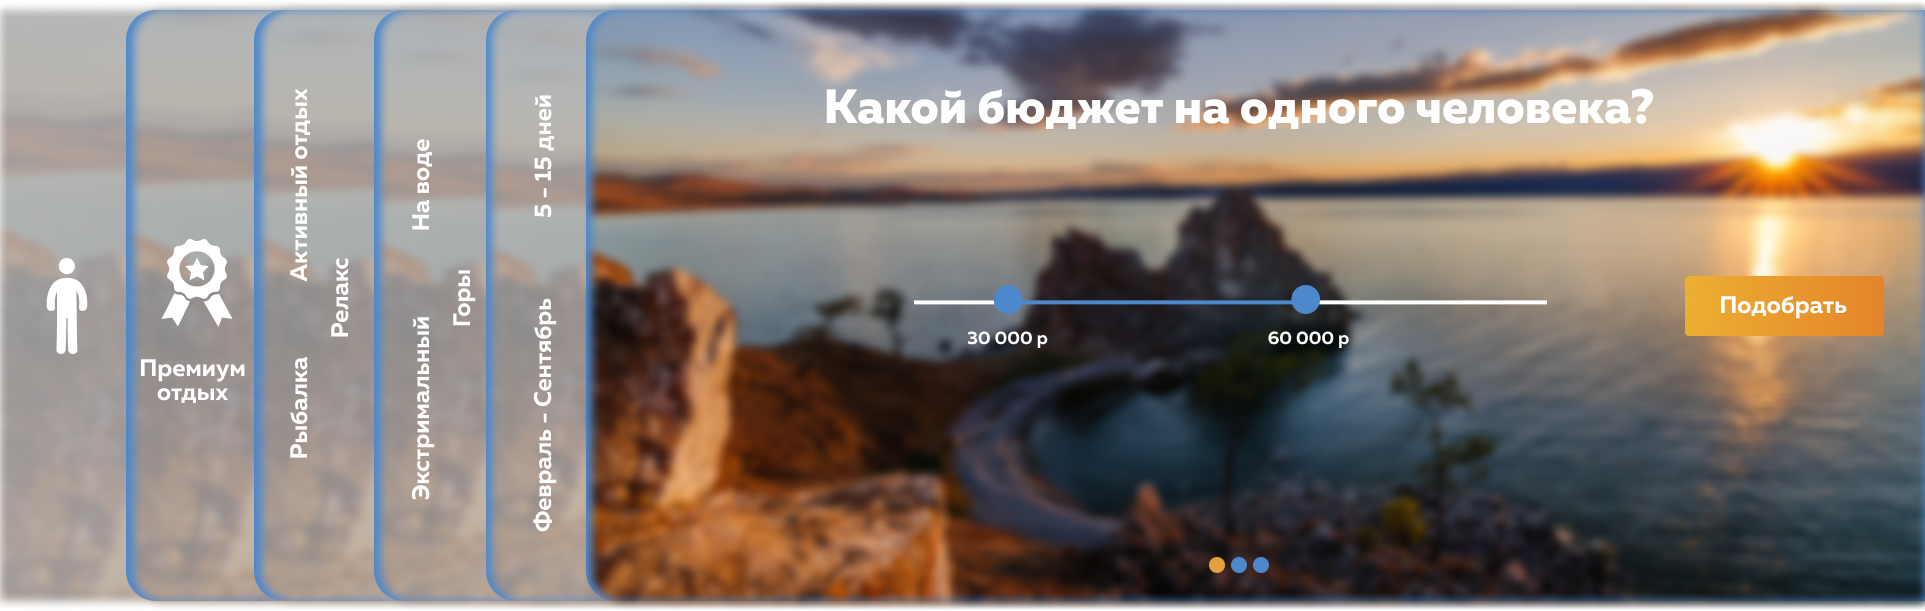 Премиум
отдых
Рыбалка
Активный отдых
Релакс
Экстримальный
На воде
Горы
Февраль – Сентябрь
5 – 15 дней
Какой бюджет на одного человека?
30 000 р
60 000 р
Подобрать